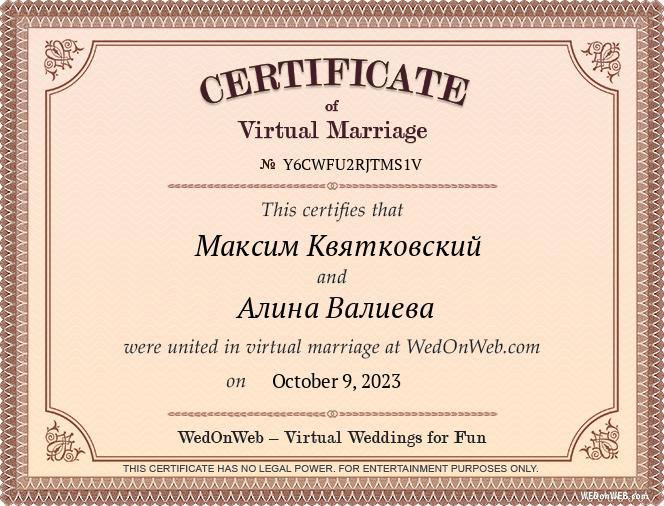 CERTIFICATE
of
Virtual Marriage
№ Y6CWFU2RJTMS1V
This certifies that
Максим Квятковский
and
Алина Валиева
were united in virtual marriage at WedOnWeb.com
on October 9, 2023
WedOnWeb – Virtual Weddings for Fun
THIS CERTIFICATE HAS NO LEGAL POWER. FOR ENTERTAINMENT PURPOSES ONLY.
WEDonWEB.com